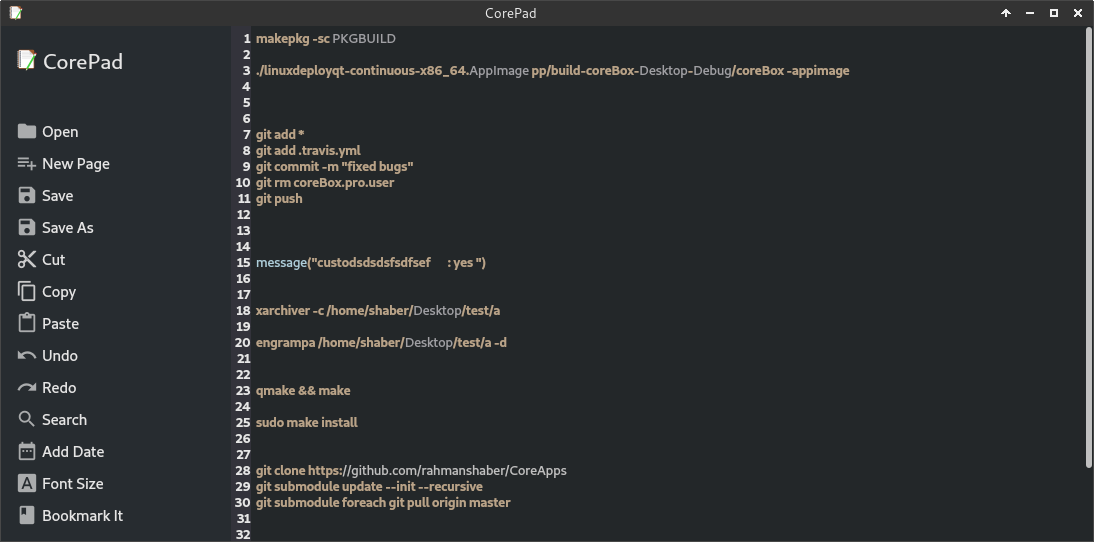 CorePad
CorePad
Open
New Page
Save
Save As
Cut
Copy
Paste
Undo
Redo
Search
Add Date
Font Size
Bookmark It
1 makepkg -sc PKGBUILD
2
3 ./linuxdeployqt-continuous-x86_64.AppImage pp/build-coreBox-Desktop-Debug/coreBox -appimage
4
5
6
7 git add *
8 git add .travis.yml
9 git commit -m "fixed bugs"
10 git rm coreBox.pro.user
11 git push
12
13
14
15 message("custodsdsdsfsdfsef : yes ")
16
17
18 xarchiver -c /home/shaber/Desktop/test/a
19
20 engrampa /home/shaber/Desktop/test/a -d
21
22
23 qmake && make
24
25 sudo make install
26
27
28 git clone https://github.com/rahmanshaber/CoreApps
29 git submodule update --init --recursive
30 git submodule foreach git pull origin master
31
32